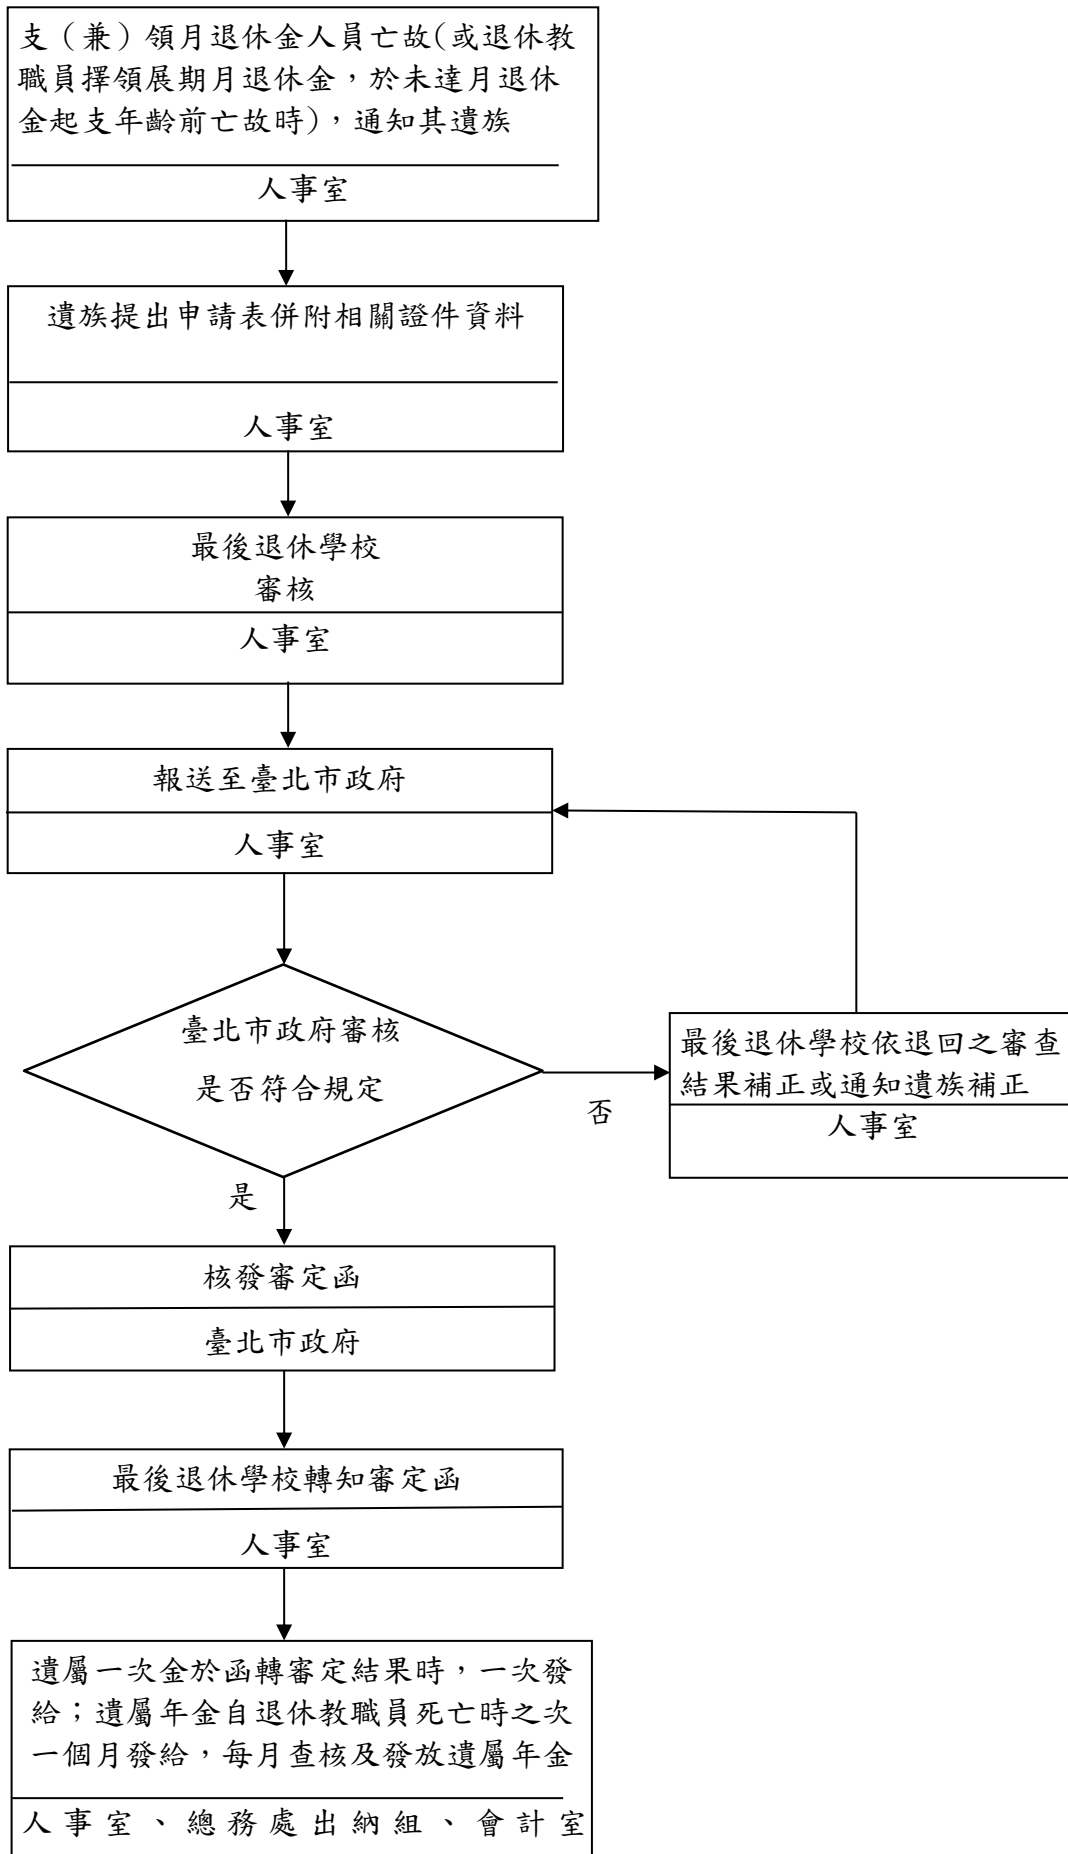 支（兼）領月退休金人員亡故(或退休教
職員擇領展期月退休金，於未達月退休
金起支年齡前亡故時)，通知其遺族
人事室
遺族提出申請表併附相關證件資料
人事室
最後退休學校
審核
人事室
報送至臺北市政府
人事室
臺北市政府審核
是否符合規定
否
最後退休學校依退回之審查
結果補正或通知遺族補正
人事室
是
核發審定函
臺北市政府
最後退休學校轉知審定函
人事室
遺屬一次金於函轉審定結果時，一次發
給；遺屬年金自退休教職員死亡時之次
一個月發給，每月查核及發放遺屬年金
人事室、總務處出納組、會計室